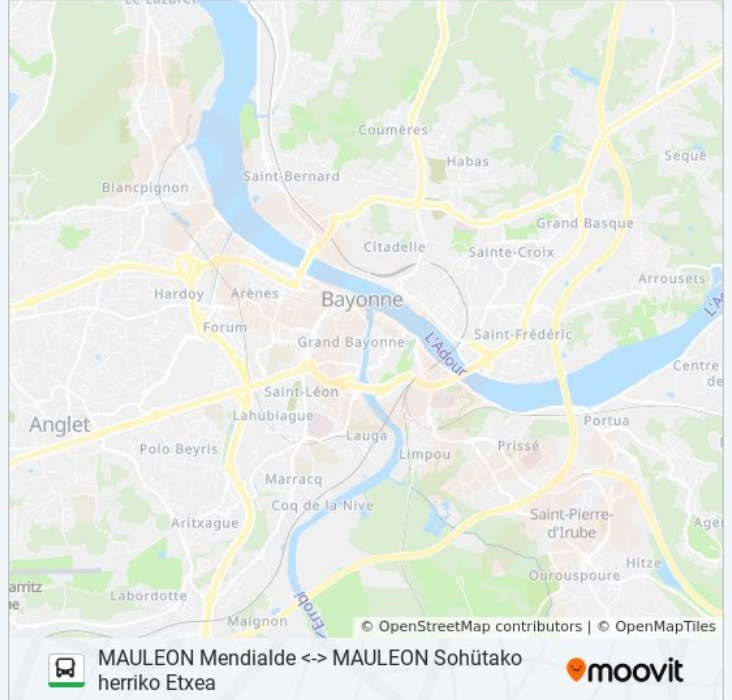 Le Lazaret
Coumères
Habas
Sequé
Saint-Bernard
Blancpignon
Grand Basque
Citadelle
Sainte-Croix
Arrousets
Hardoy
Arènes
Bayonne
L'A
Forum
Saint-Frédéric
Grand Bayonne
L'Adour
Centre
de
Saint-Léon
Lahubiague
Anglet
Portua
Lauga
Polo Beyris
Limpou
Prissé
Marracq
Coq de la Nive
Saint-Pierre-
d'Irube
Aritxague
Age
Hitze
arritz
Ourouspoure
Labordotte
Errobi
Maignon
© OpenStreetMap contributors | © OpenMapTiles
MAULEON Mendialde <-> MAULEON Sohütako
herriko Etxea
moovit